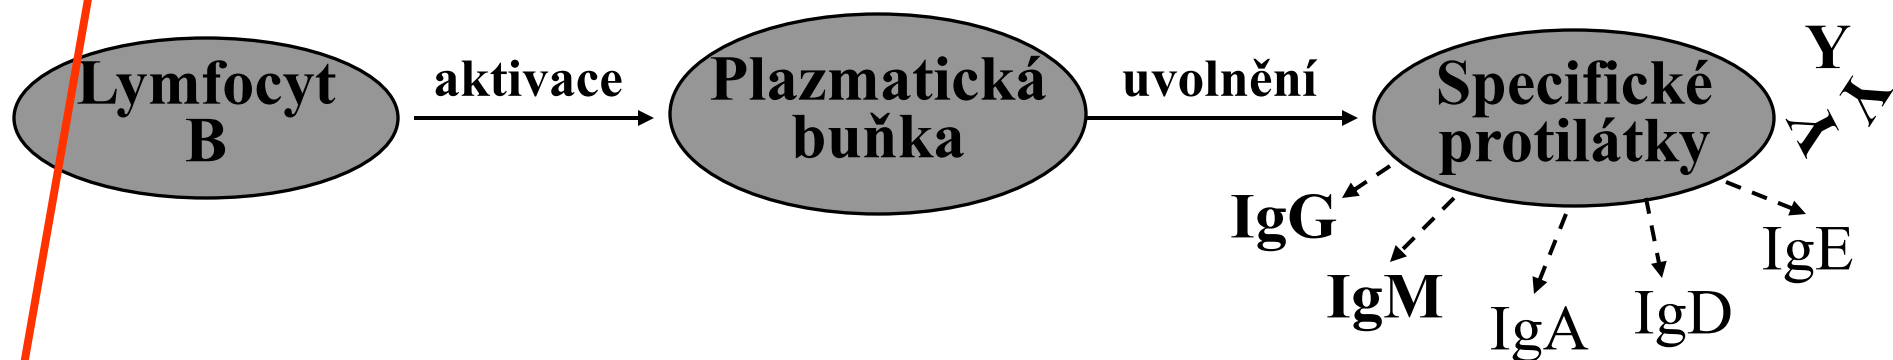 Lymfocyt
B
aktivace
Plazmatická
buňka
uvolnění
Specifické
protilátky
Y
Y
Y
IgG
IgM
IgA
IgD
IgE